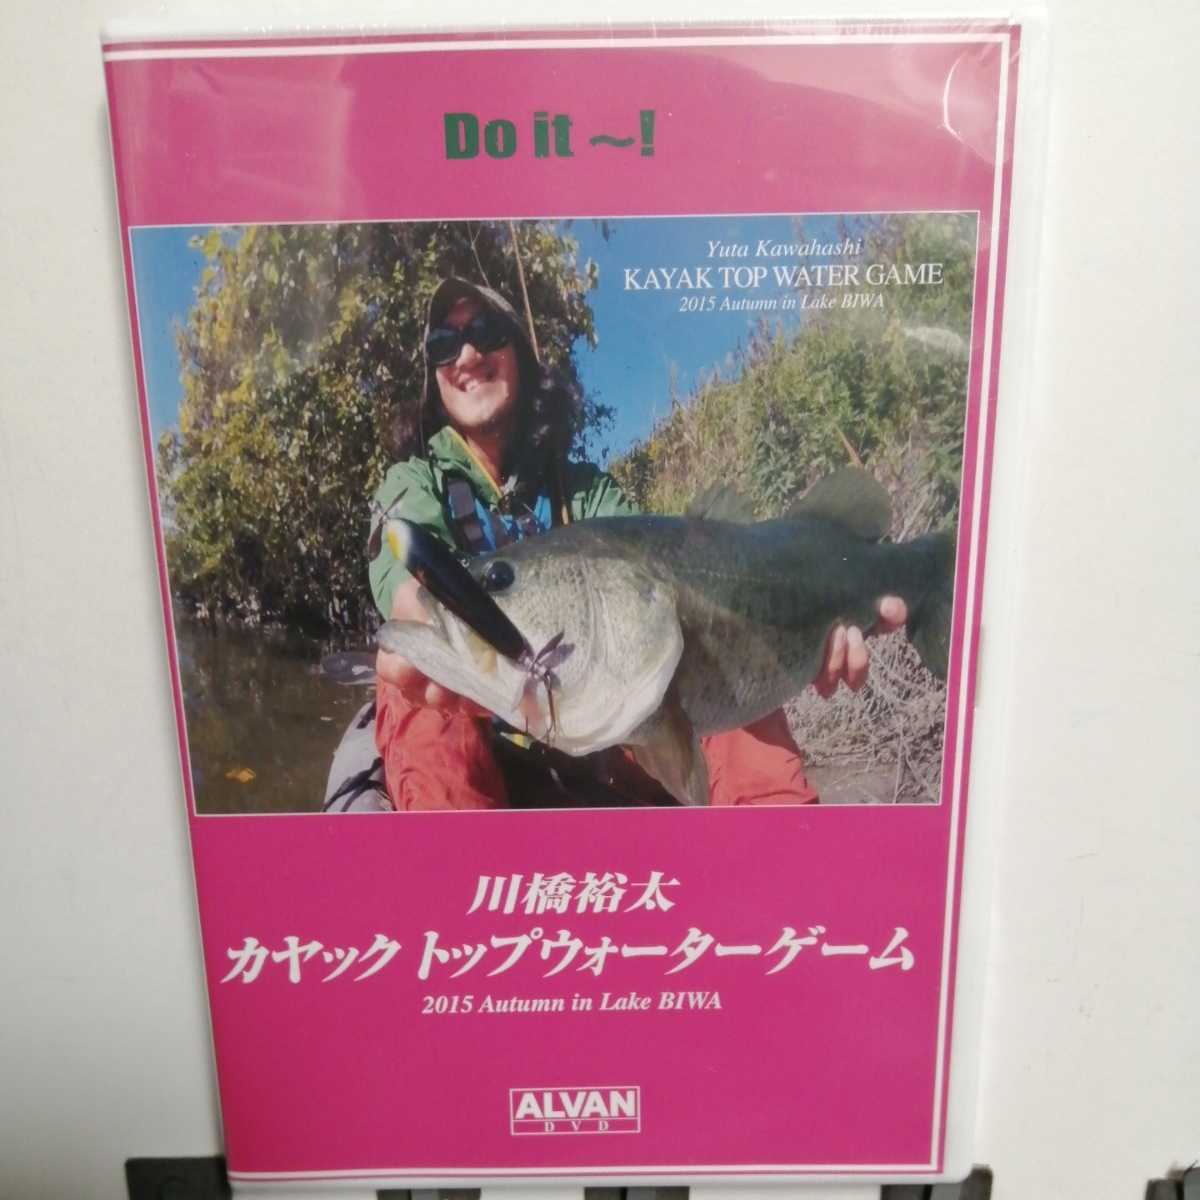 Do it ～!
Yuta Kawahashi
KAYAK TOP WATER GAME
2015 Autumn in Lake BIWA
川橋裕太
カヤック トップウォーターゲーム
2015 Autumn in Lake BIWA
ALVAN
DVD